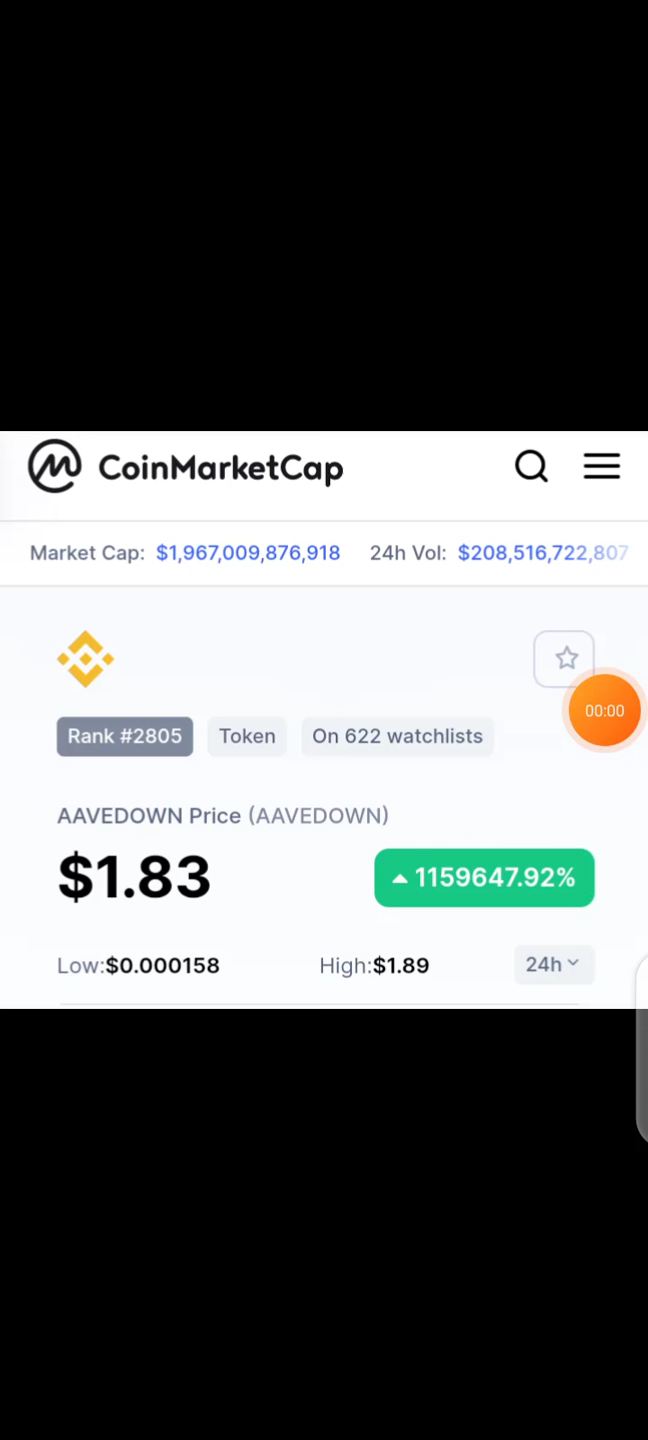 CoinMarketCap
Market Cap: $1,967,009,876,918 24h Vol: $208,516,722,807
Rank #2805 Token On 622 watchlists
00:00
AAVEDOWN Price (AAVEDOWN)
$1.83 1159647.92%
Low:$0.000158 High:$1.89 24h